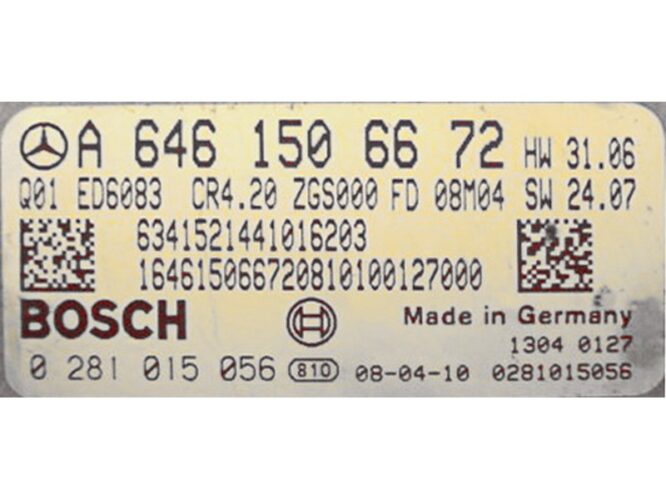 A 646 150 66 72 HW 31.06
Q01 ED6083 CR4.20 ZGS000 FD 08M04 SW 24.07
6341521441016203
164615066720810100127000
BOSCH Made in Germany
1304 0127
0 281 015 056 810 08-04-10 0281015056